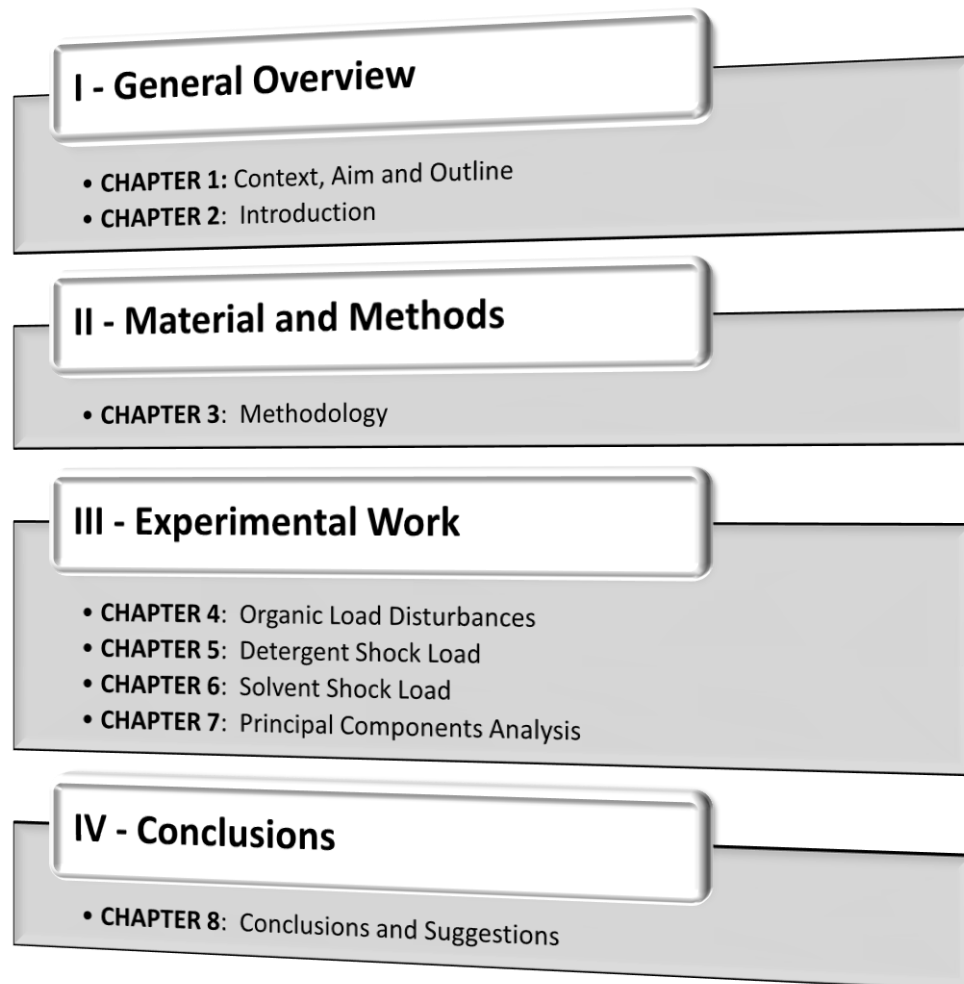 I - General Overview
• CHAPTER 1: Context, Aim and Outline
• CHAPTER 2: Introduction
II - Material and Methods
• CHAPTER 3: Methodology
III - Experimental Work
• CHAPTER 4: Organic Load Disturbances
• CHAPTER 5: Detergent Shock Load
• CHAPTER 6: Solvent Shock Load
• CHAPTER 7: Principal Components Analysis
IV - Conclusions
• CHAPTER 8: Conclusions and Suggestions